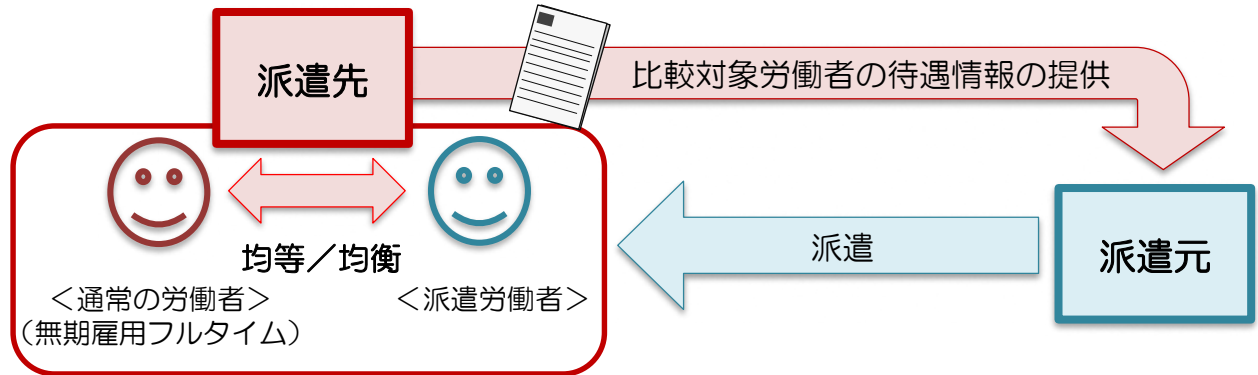 派遣先
比較対象労働者の待遇情報の提供
派遣
派遣元
均等／均衡
＜通常の労働者＞
（無期雇用フルタイム）
＜派遣労働者＞